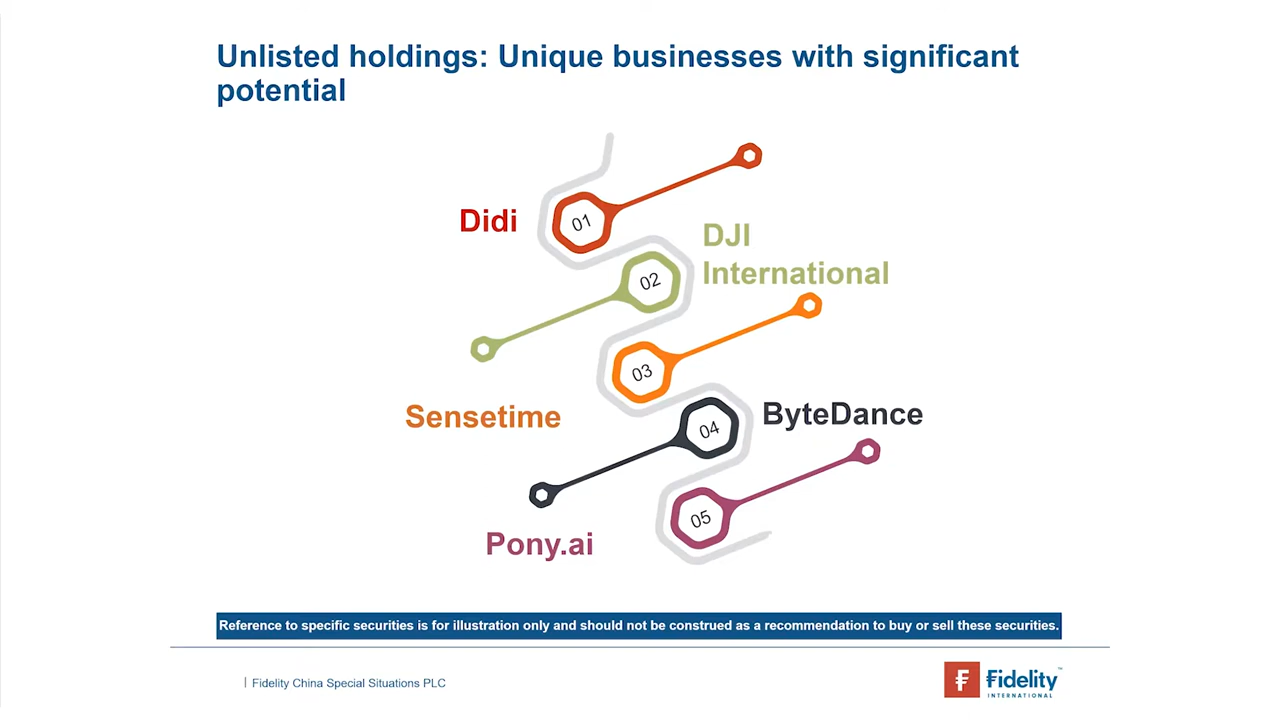 Unlisted holdings: Unique businesses with significant
potential
Didi
01
DJI
International
02
03
Sensetime
ByteDance
04
05
Pony.ai
Reference to specific securities is for illustration only and should not be construed as a recommendation to buy or sell these securities.
| Fidelity China Special Situations PLC
Fidelity™
INTERNATIONAL